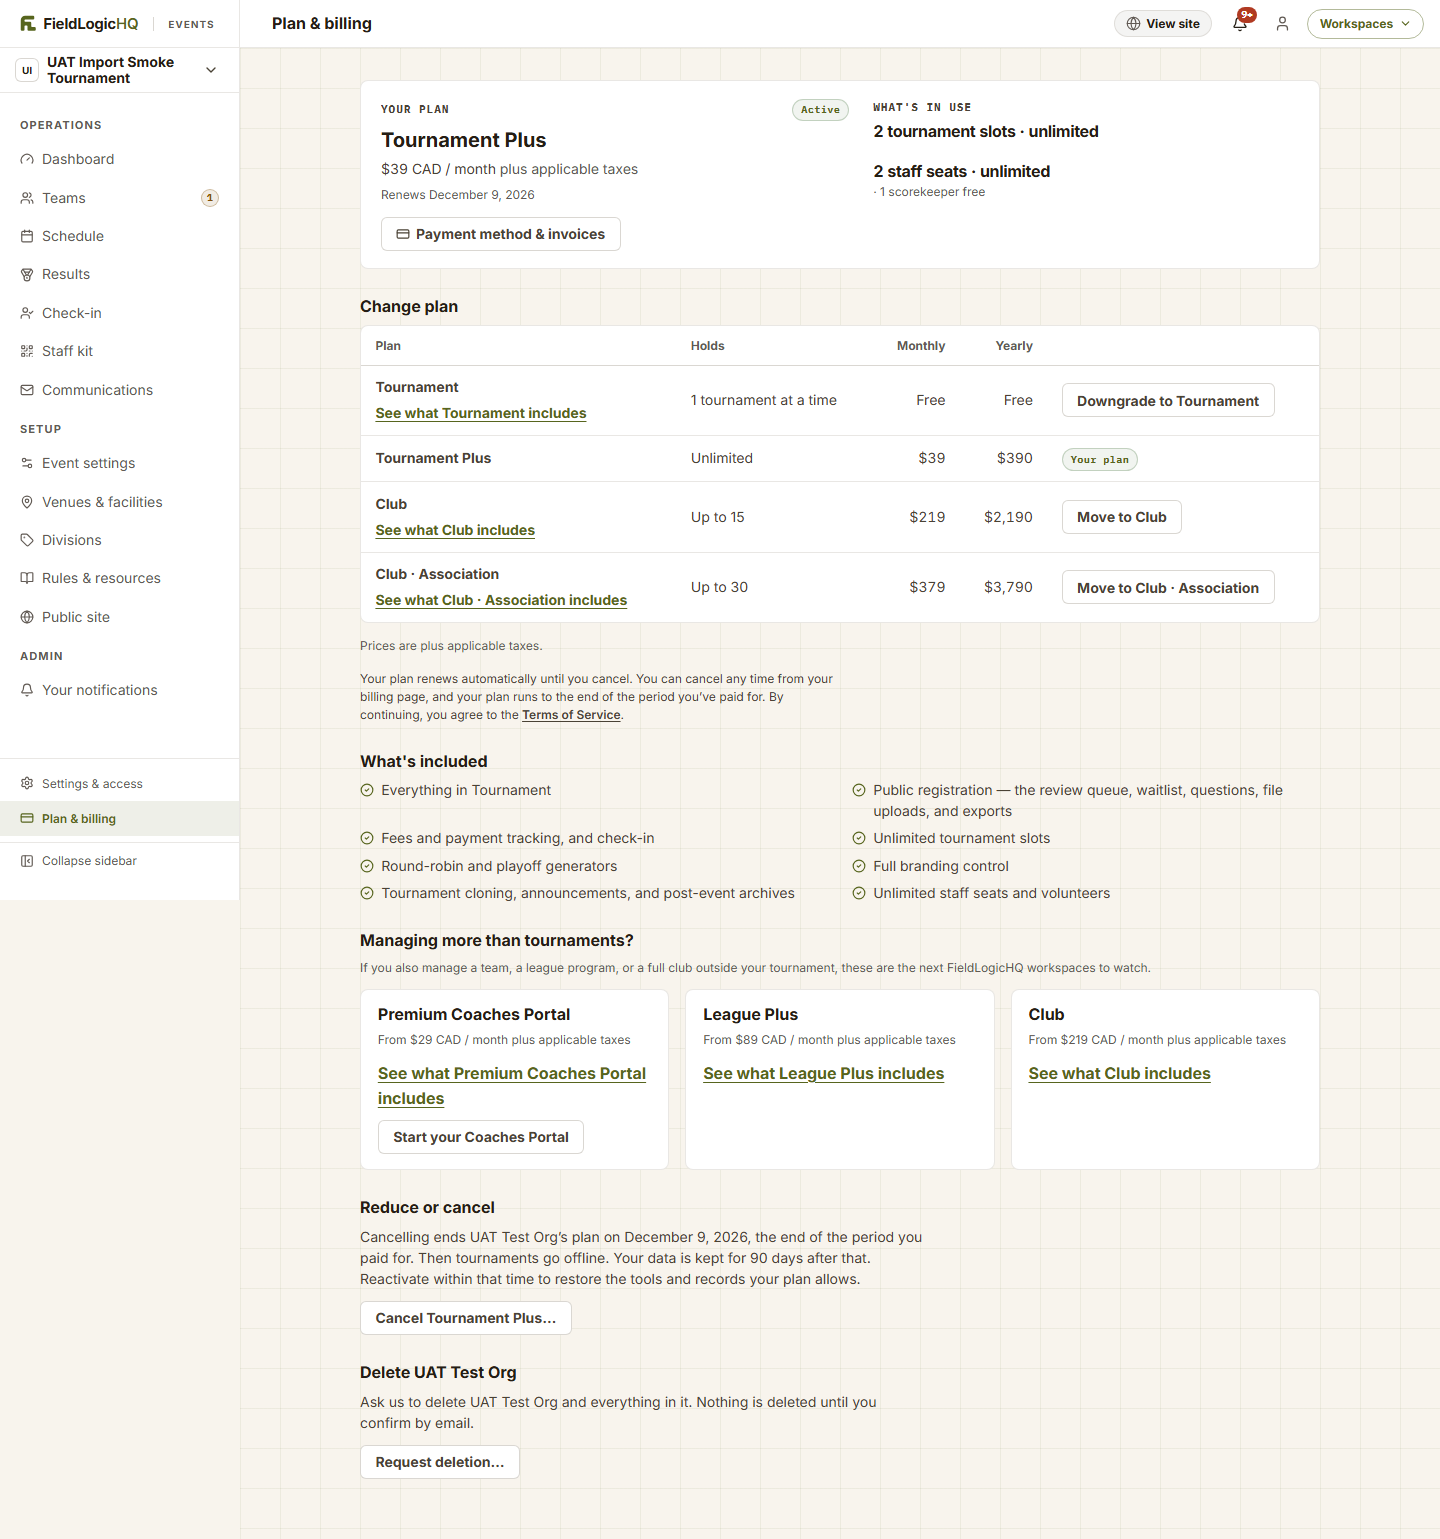 FieldLogicHQ
EVENTS
Plan & billing
View site
9+
Workspaces
UI
UAT Import Smoke
Tournament
OPERATIONS
Dashboard
Teams
1
Schedule
Results
Check-in
Staff kit
Communications
SETUP
Event settings
Venues & facilities
Divisions
Rules & resources
Public site
ADMIN
Your notifications
Settings & access
Plan & billing
Collapse sidebar
YOUR PLAN
Active
Tournament Plus
$39 CAD / month plus applicable taxes
Renews December 9, 2026
Payment method & invoices
WHAT'S IN USE
2 tournament slots · unlimited
2 staff seats · unlimited
· 1 scorekeeper free
Change plan
Plan Holds Monthly Yearly
Tournament
See what Tournament includes
1 tournament at a time Free Free Downgrade to Tournament
Tournament Plus Unlimited $39 $390 Your plan
Club
See what Club includes
Up to 15 $219 $2,190 Move to Club
Club · Association
See what Club · Association includes
Up to 30 $379 $3,790 Move to Club · Association
Prices are plus applicable taxes.
Your plan renews automatically until you cancel. You can cancel any time from your
billing page, and your plan runs to the end of the period you've paid for. By
continuing, you agree to the Terms of Service.
What's included
Everything in Tournament
Public registration — the review queue, waitlist, questions, file
uploads, and exports
Fees and payment tracking, and check-in
Unlimited tournament slots
Round-robin and playoff generators
Full branding control
Tournament cloning, announcements, and post-event archives
Unlimited staff seats and volunteers
Managing more than tournaments?
If you also manage a team, a league program, or a full club outside your tournament, these are the next FieldLogicHQ workspaces to watch.
Premium Coaches Portal
From $29 CAD / month plus applicable taxes
See what Premium Coaches Portal
includes
Start your Coaches Portal
League Plus
From $89 CAD / month plus applicable taxes
See what League Plus includes
Club
From $219 CAD / month plus applicable taxes
See what Club includes
Reduce or cancel
Cancelling ends UAT Test Org's plan on December 9, 2026, the end of the period you
paid for. Then tournaments go offline. Your data is kept for 90 days after that.
Reactivate within that time to restore the tools and records your plan allows.
Cancel Tournament Plus...
Delete UAT Test Org
Ask us to delete UAT Test Org and everything in it. Nothing is deleted until you
confirm by email.
Request deletion...